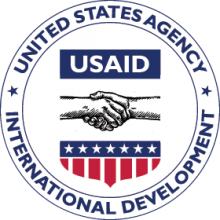 UNITED STATES AGENCY
USAID
INTERNATIONAL DEVELOPMENT